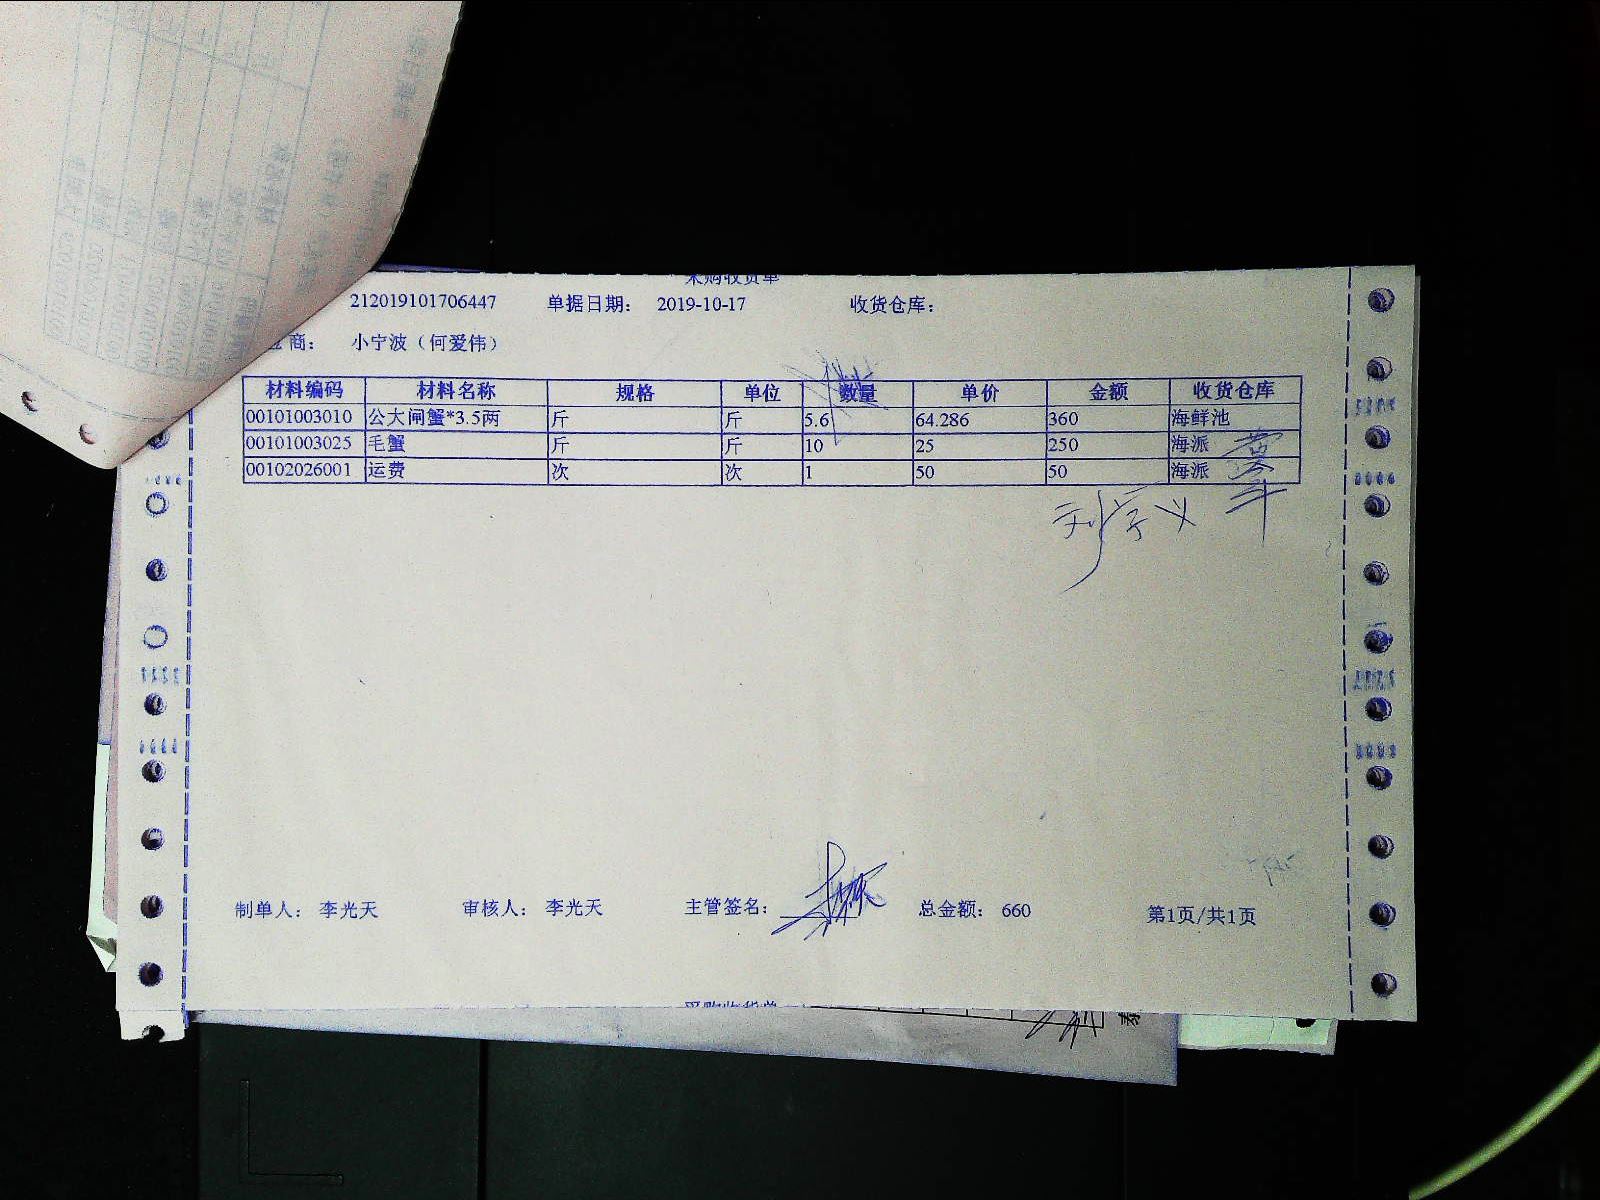 采购收货单
212019101706447 单据日期： 2019-10-17 收货仓库：
商： 小宁波（何爱伟）
材料编码 材料名称 规格 单位 数量 单价 金额 收货仓库
00101003010 公大闸蟹*3.5两 斤 斤 5.6 64.286 360 海鲜池
00101003025 毛蟹 斤 斤 10 25 250 海派
00102026001 运费 次 次 1 50 50 海派
制单人： 李光天 审核人： 李光天 主管签名： 总金额： 660 第1页/共1页
采购收货单